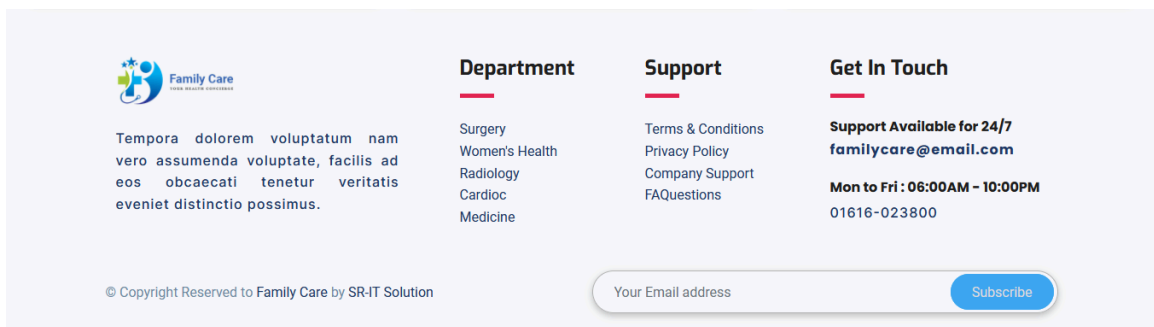 Family Care
YOUR HEALTH CONCIERGE
Tempora dolorem voluptatum nam
vero assumenda voluptate, facilis ad
eos obcaecati tenetur veritatis
eveniet distinctio possimus.
Department
Surgery
Women's Health
Radiology
Cardioc
Medicine
Support
Terms & Conditions
Privacy Policy
Company Support
FAQuestions
Get In Touch
Support Available for 24/7
familycare@email.com
Mon to Fri : 06:00AM - 10:00PM
01616-023800
© Copyright Reserved to Family Care by SR-IT Solution
Your Email address
Subscribe